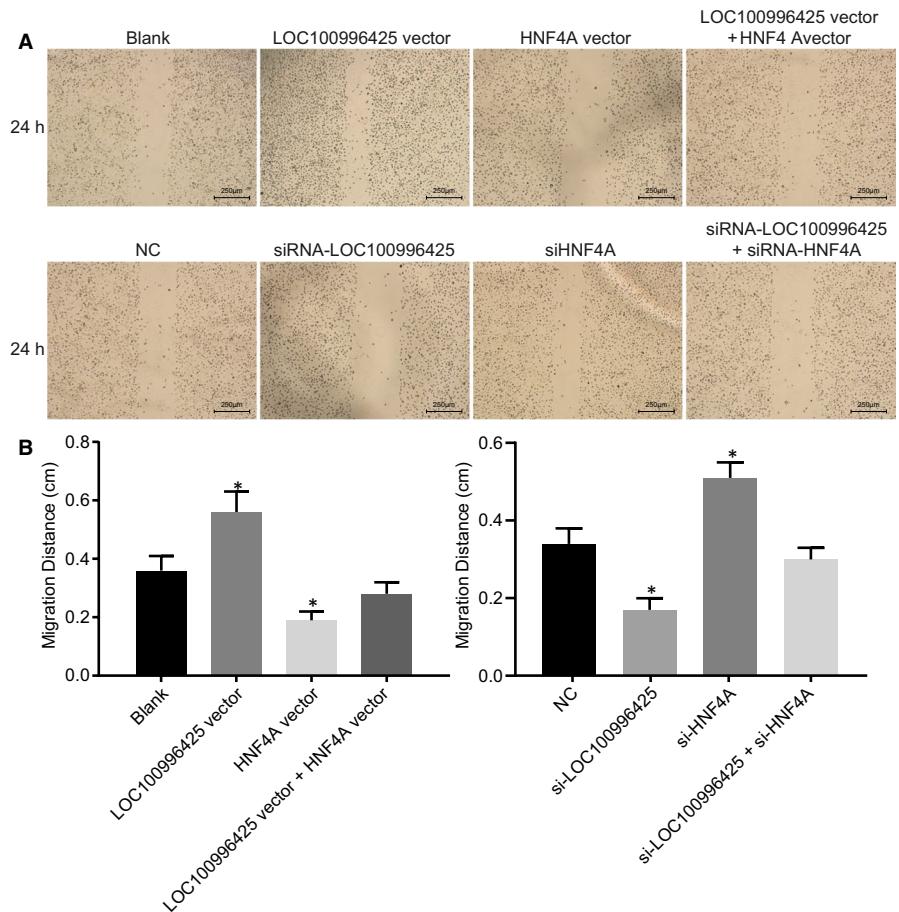 A
Blank
LOC100996425 vector
HNF4A vector
LOC100996425 vector
+HNF4 Avector
24 h
250μm
250μm
250μm
250μm
NC
siRNA-LOC100996425
siHNF4A
siRNA-LOC100996425
+ siRNA-HNF4A
24 h
250μm
250μm
250μm
250μm
B
Migration Distance (cm)
0.8
0.6
0.4
0.2
0.0
*
*
Blank
LOC100996425 vector
HNF4A vector
LOC100996425 vector + HNF4A vector
Migration Distance (cm)
0.6
0.4
0.2
0.0
*
*
NC
si-LOC100996425
si-HNF4A
si-LOC100996425 + si-HNF4A